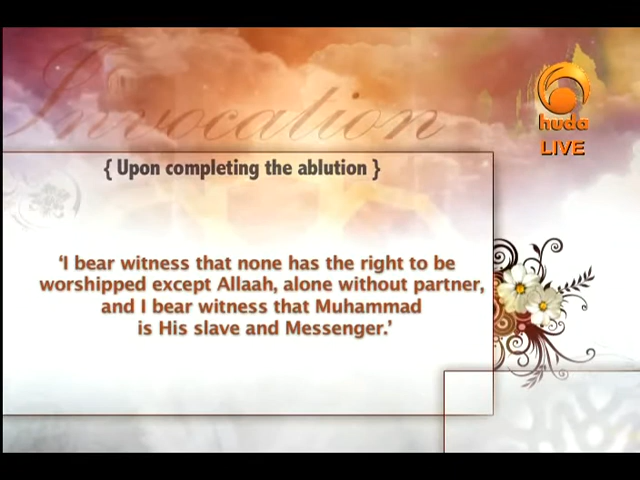 Invocation
huda
LIVE
{ Upon completing the ablution }
‘I bear witness that none has the right to be
worshipped except Allaah, alone without partner,
and I bear witness that Muhammad
is His slave and Messenger.’